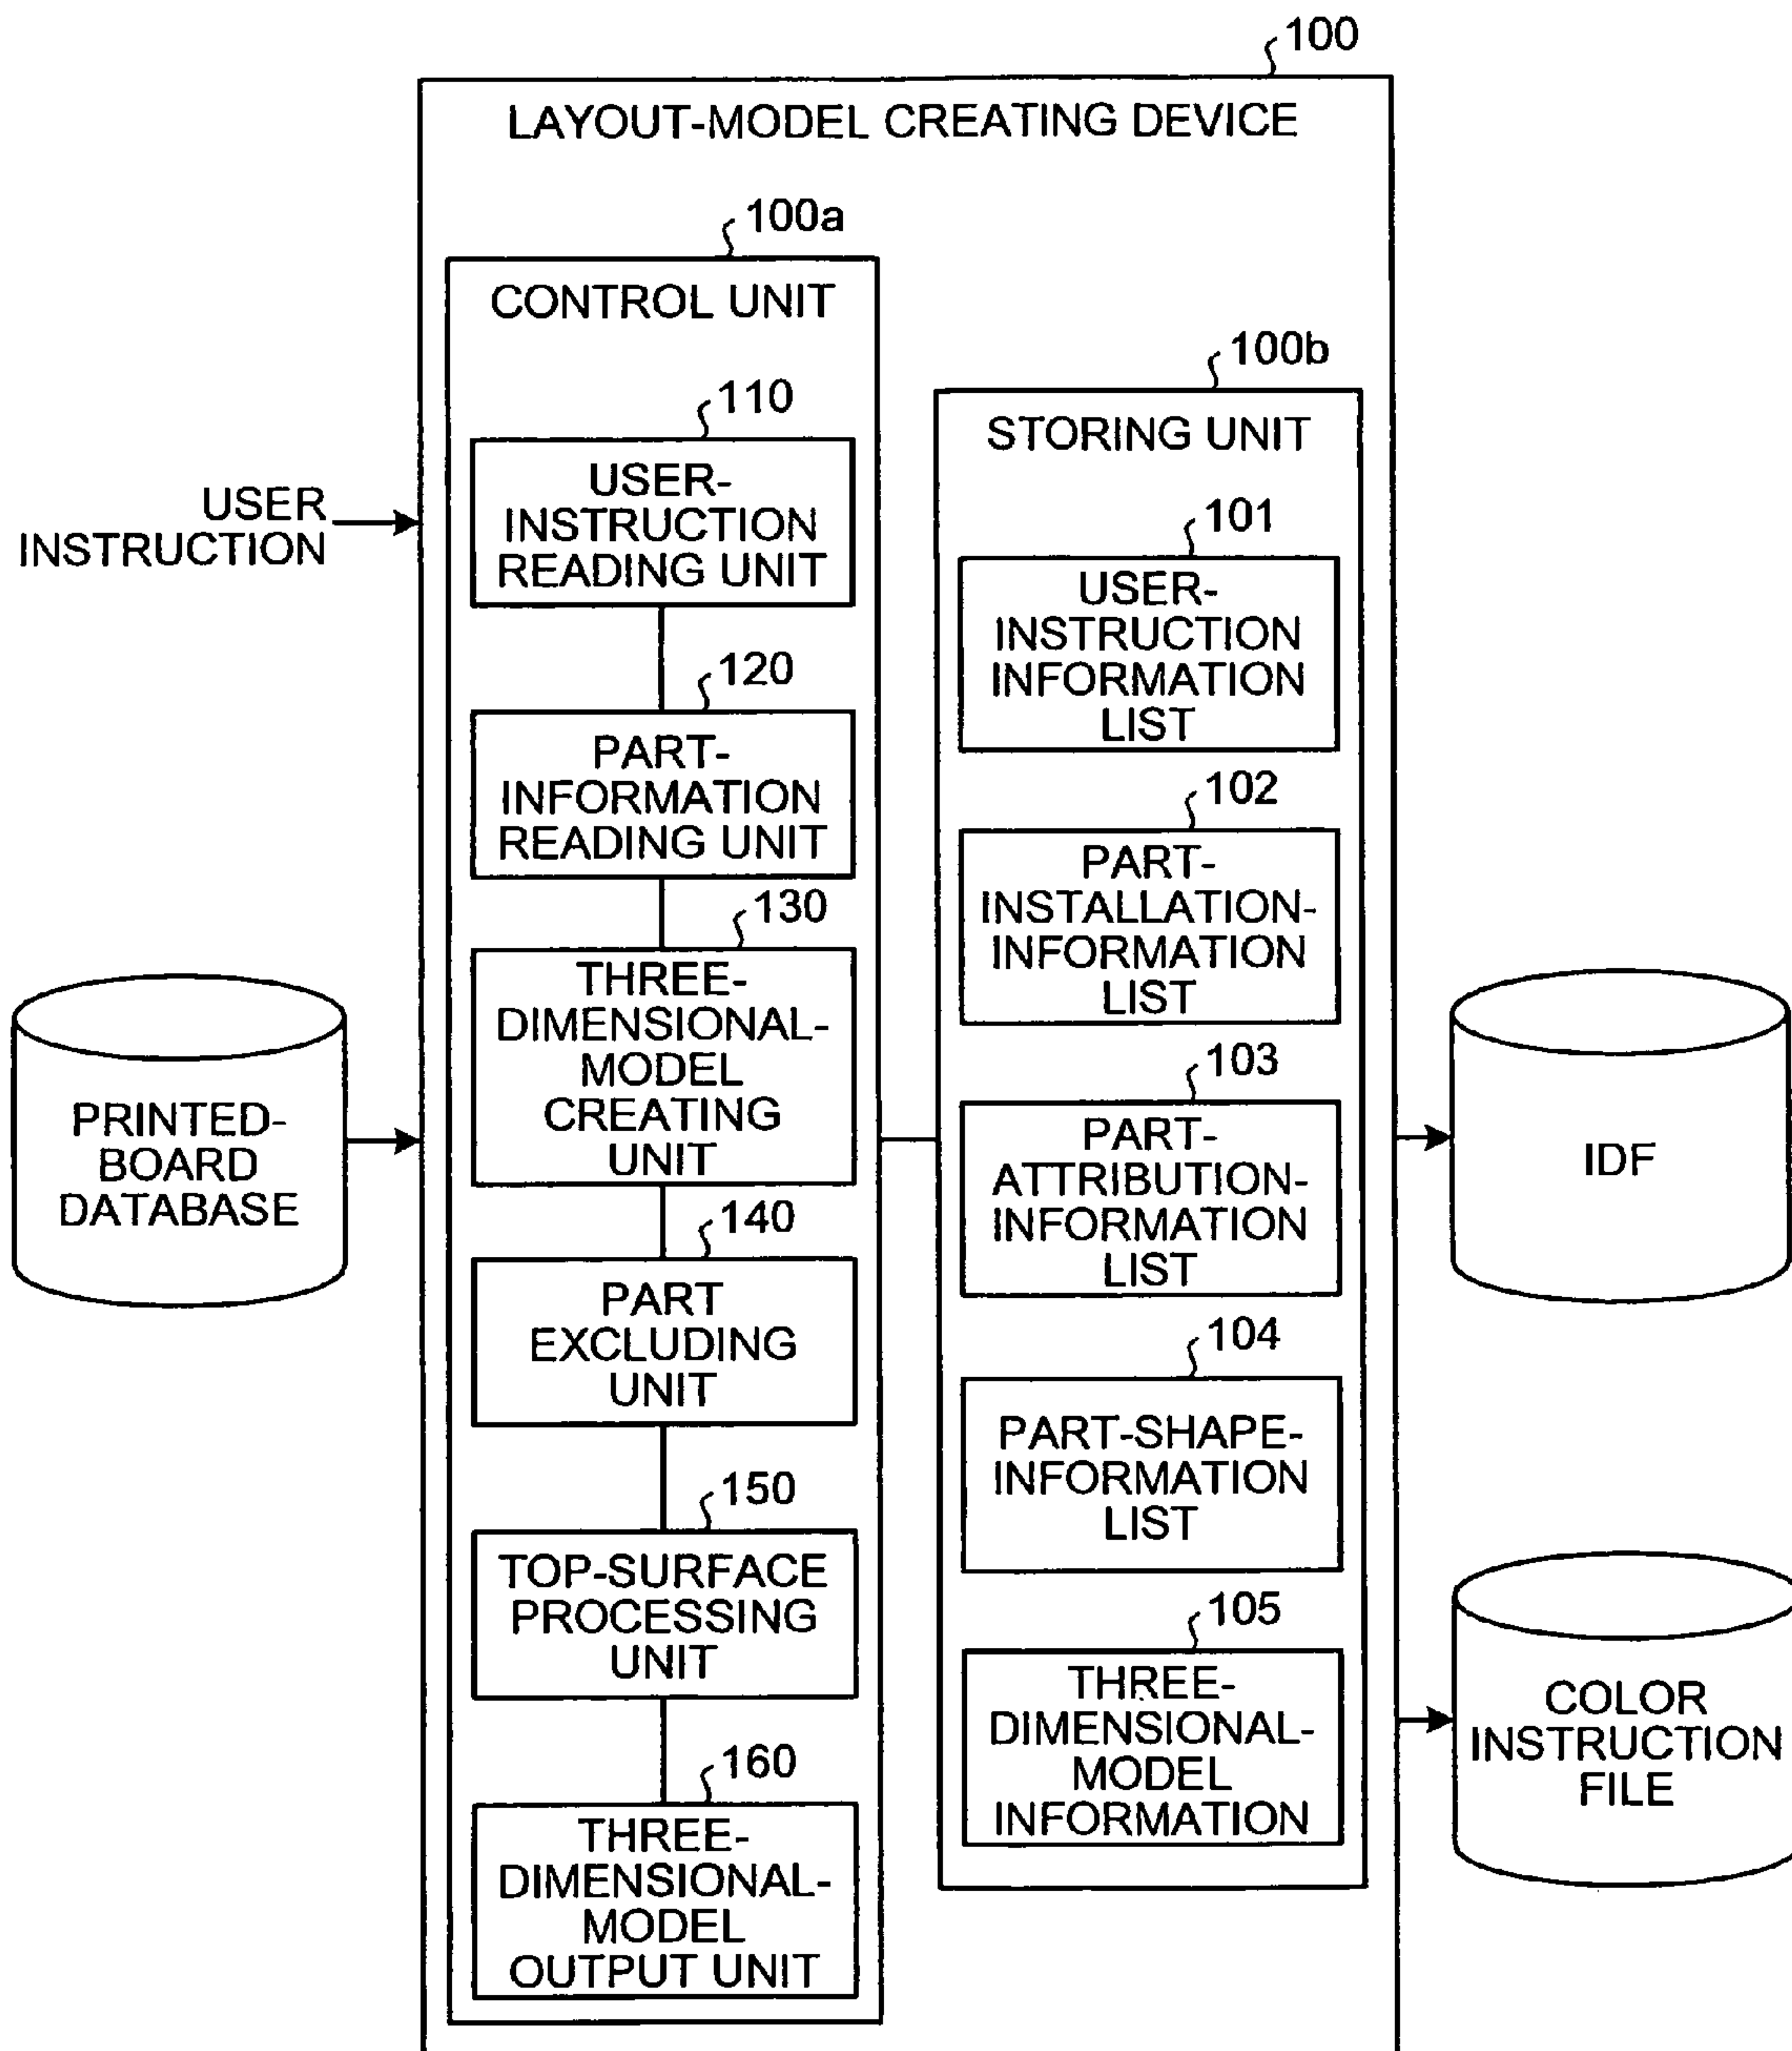 100
LAYOUT-MODEL CREATING DEVICE
100a
CONTROL UNIT
110
USER-
INSTRUCTION
READING UNIT
120
PART-
INFORMATION
READING UNIT
130
THREE-
DIMENSIONAL-
MODEL
CREATING
UNIT
140
PART
EXCLUDING
UNIT
150
TOP-SURFACE
PROCESSING
UNIT
160
THREE-
DIMENSIONAL-
MODEL
OUTPUT UNIT
100b
STORING UNIT
101
USER-
INSTRUCTION
INFORMATION
LIST
102
PART-
INSTALLATION-
INFORMATION
LIST
103
PART-
ATTRIBUTION-
INFORMATION
LIST
104
PART-SHAPE-
INFORMATION
LIST
105
THREE-
DIMENSIONAL-
MODEL
INFORMATION
USER
INSTRUCTION
PRINTED-
BOARD
DATABASE
IDF
COLOR
INSTRUCTION
FILE